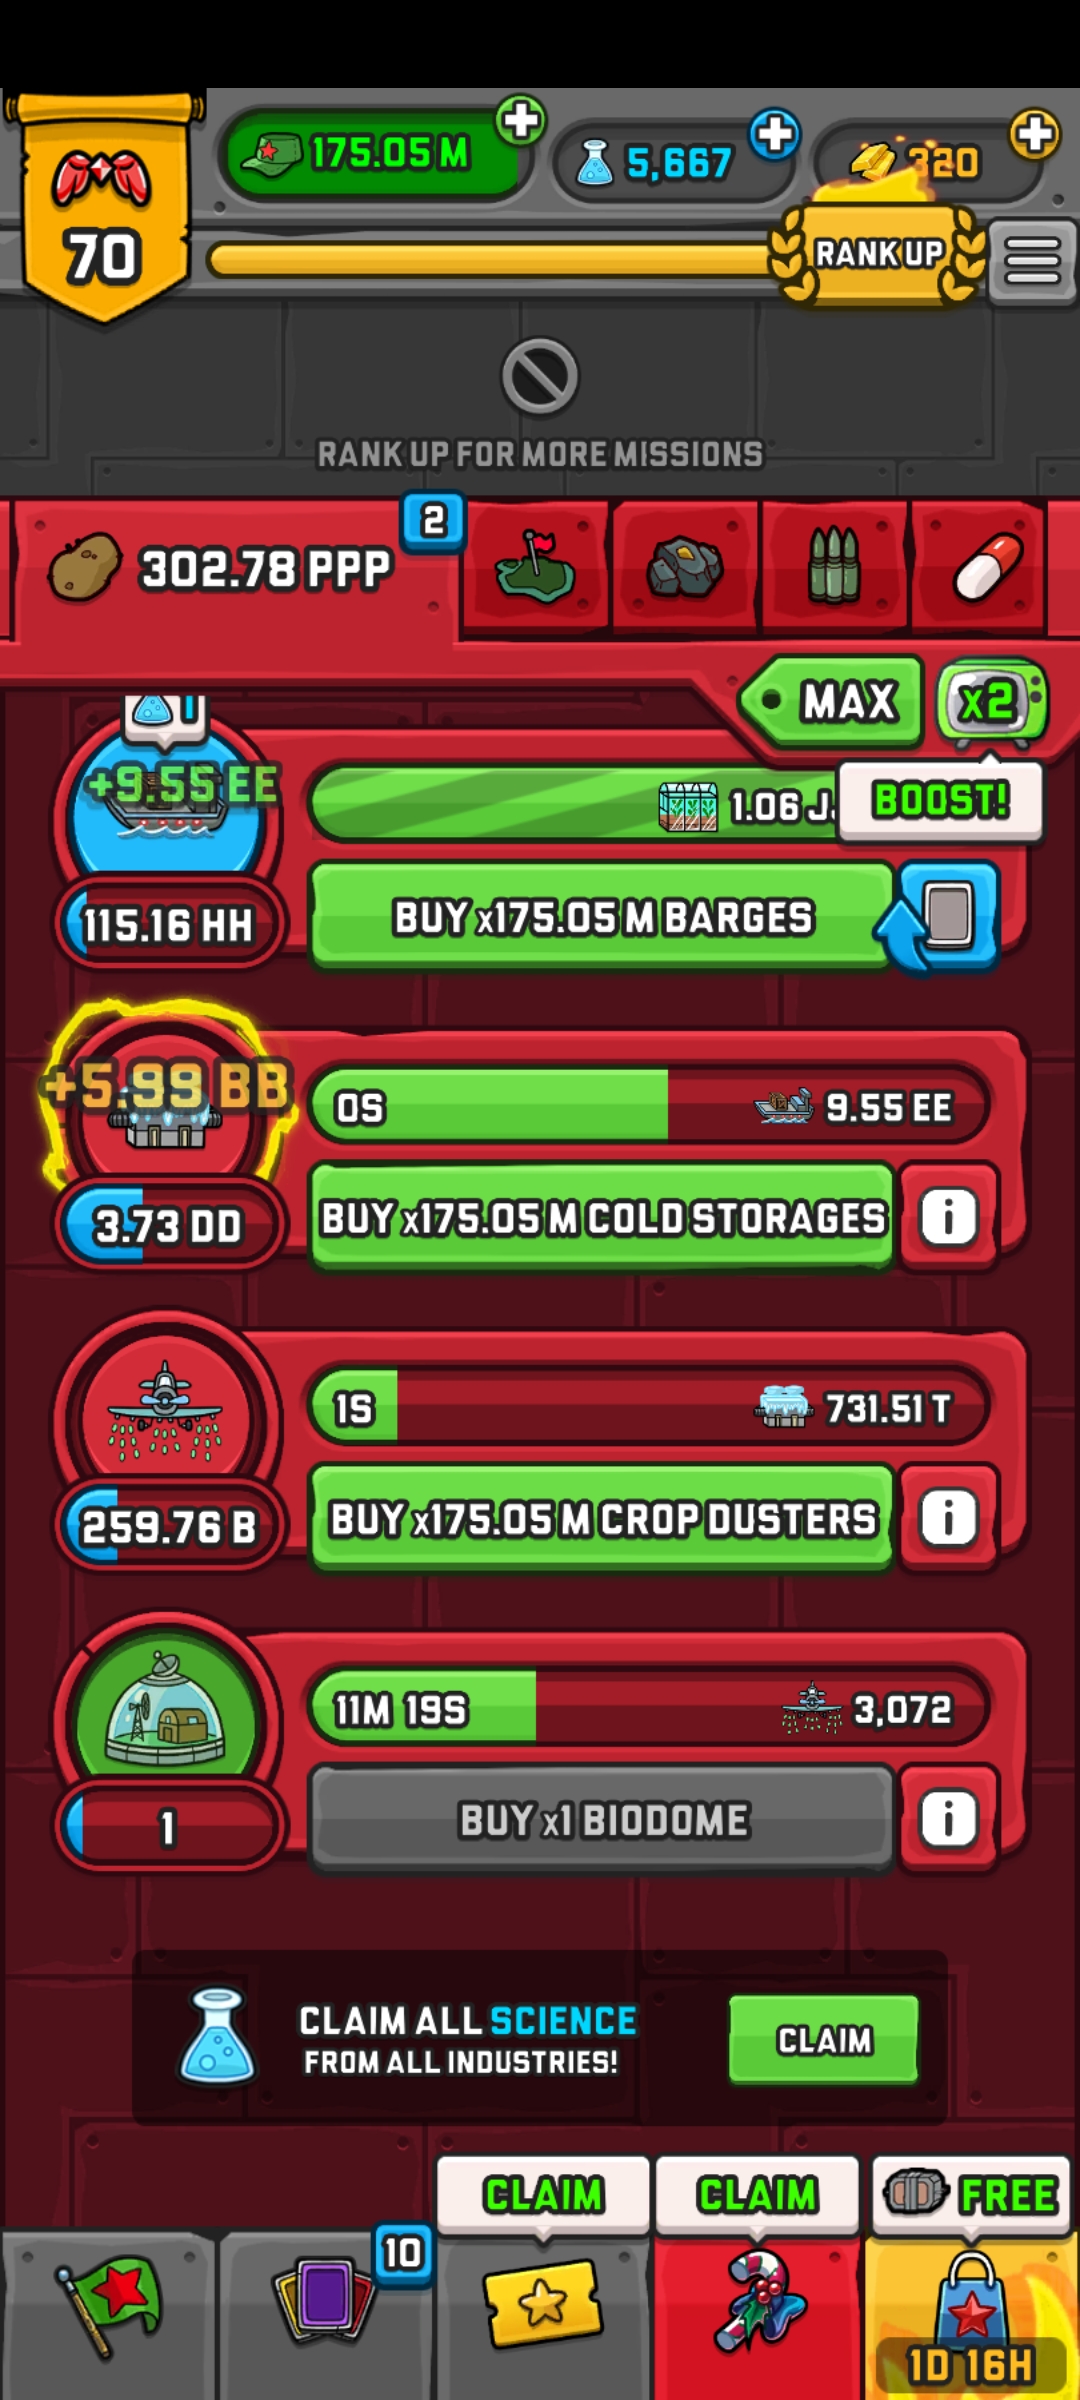 70
175.05 M
5,667
320
RANK UP
RANK UP FOR MORE MISSIONS
302.78 PPP
2
MAX
x2
BOOST!
1
+9.55 EE
1.06 J
115.16 HH
BUY x175.05 M BARGES
+5.99 BB
0S
9.55 EE
3.73 DD
BUY x175.05 M COLD STORAGES
i
1S
731.51 T
259.76 B
BUY x175.05 M CROP DUSTERS
i
11M 19S
3,072
1
BUY x1 BIODOME
i
CLAIM ALL SCIENCE
FROM ALL INDUSTRIES!
CLAIM
CLAIM
CLAIM
FREE
10
1D 16H